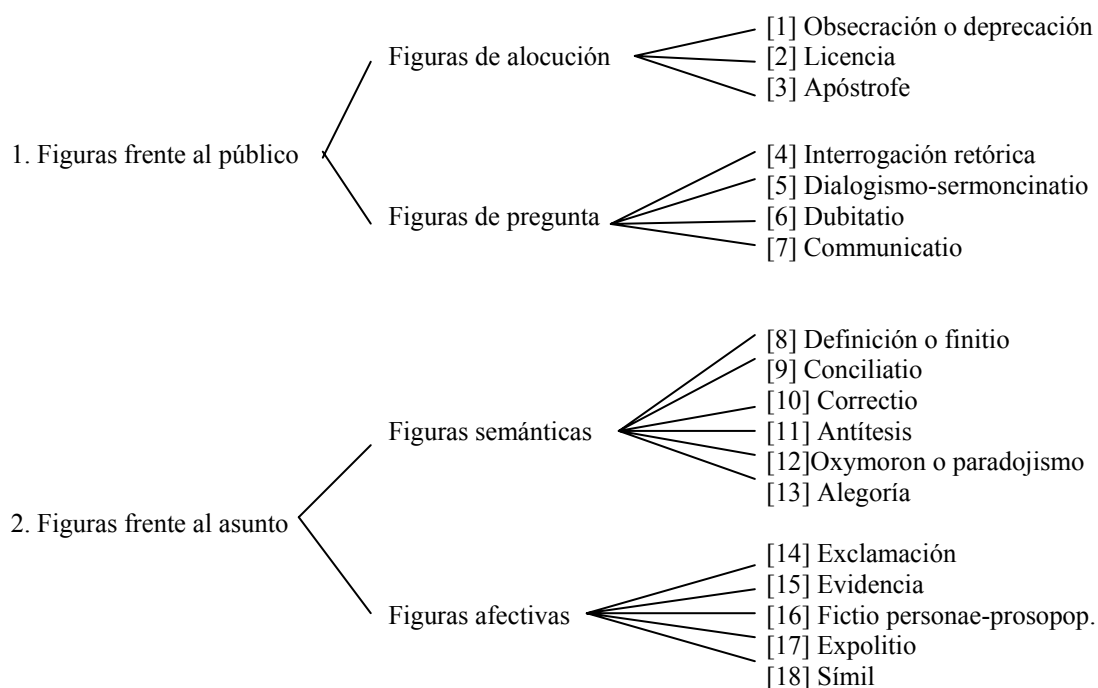 1. Figuras frente al público
Figuras de alocución
[1] Obsecración o deprecación
[2] Licencia
[3] Apóstrofe
Figuras de pregunta
[4] Interrogación retórica
[5] Dialogismo-sermoncinatio
[6] Dubitatio
[7] Communicatio
2. Figuras frente al asunto
Figuras semánticas
[8] Definición o finitio
[9] Conciliatio
[10] Correctio
[11] Antítesis
[12]Oxymoron o paradojismo
[13] Alegoría
Figuras afectivas
[14] Exclamación
[15] Evidencia
[16] Fictio personae-prosopop.
[17] Expolitio
[18] Símil